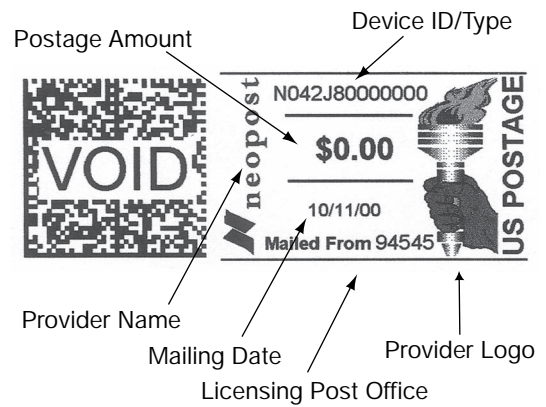 Device ID/Type
Postage Amount
N042J80000000
VOID
neopost
$0.00
US POSTAGE
10/11/00
Mailed From 94545
Provider Name
Mailing Date
Provider Logo
Licensing Post Office